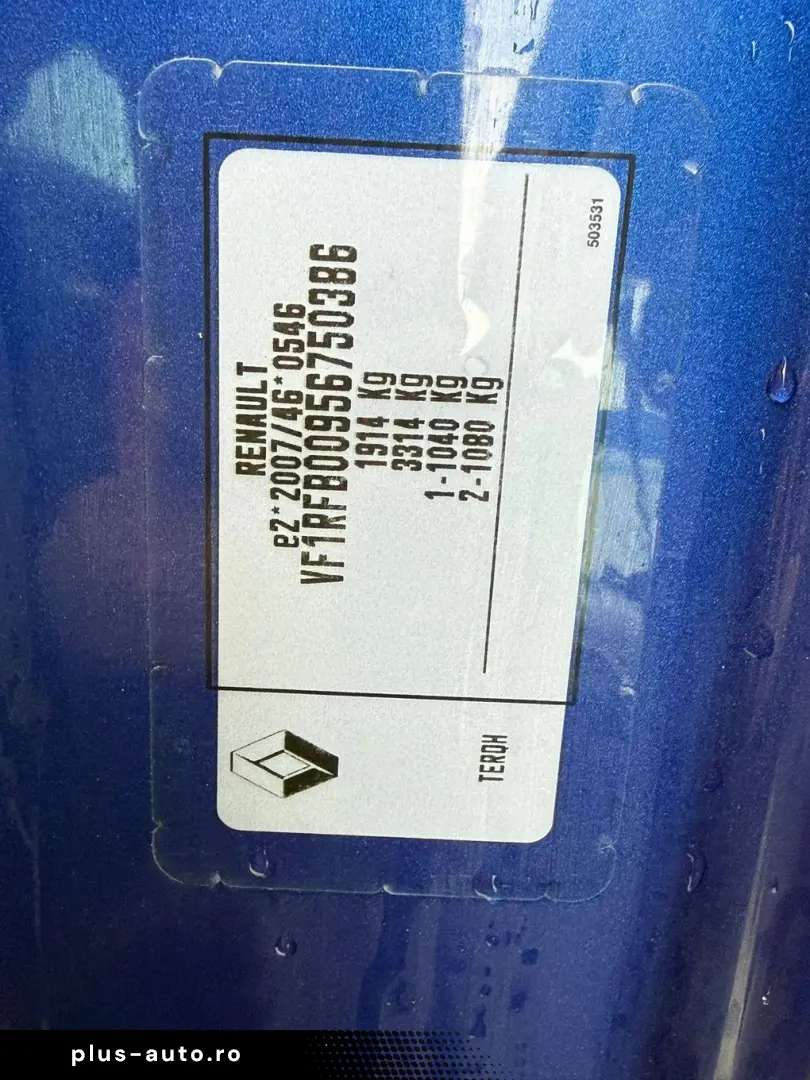 RENAULT
e2*2007/46*0546
VF1RFB00956750386
1914 Kg
3314 Kg
1-1040 Kg
2-1080 Kg
503531
TERQH
plus-auto.ro